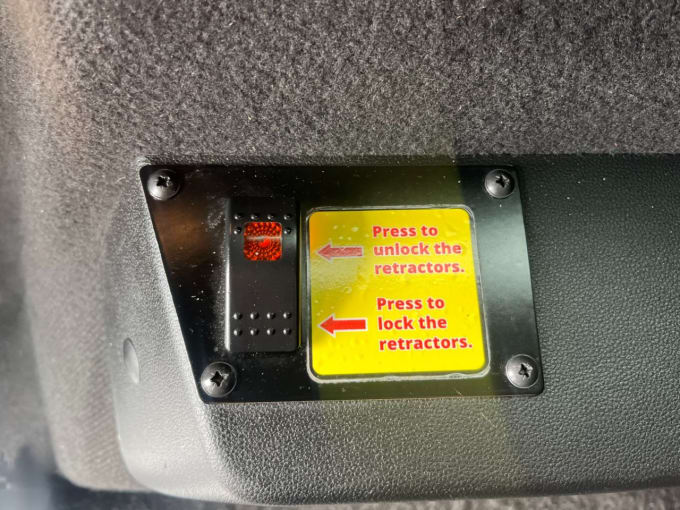 Press to
unlock the
retractors.
Press to
lock the
retractors.